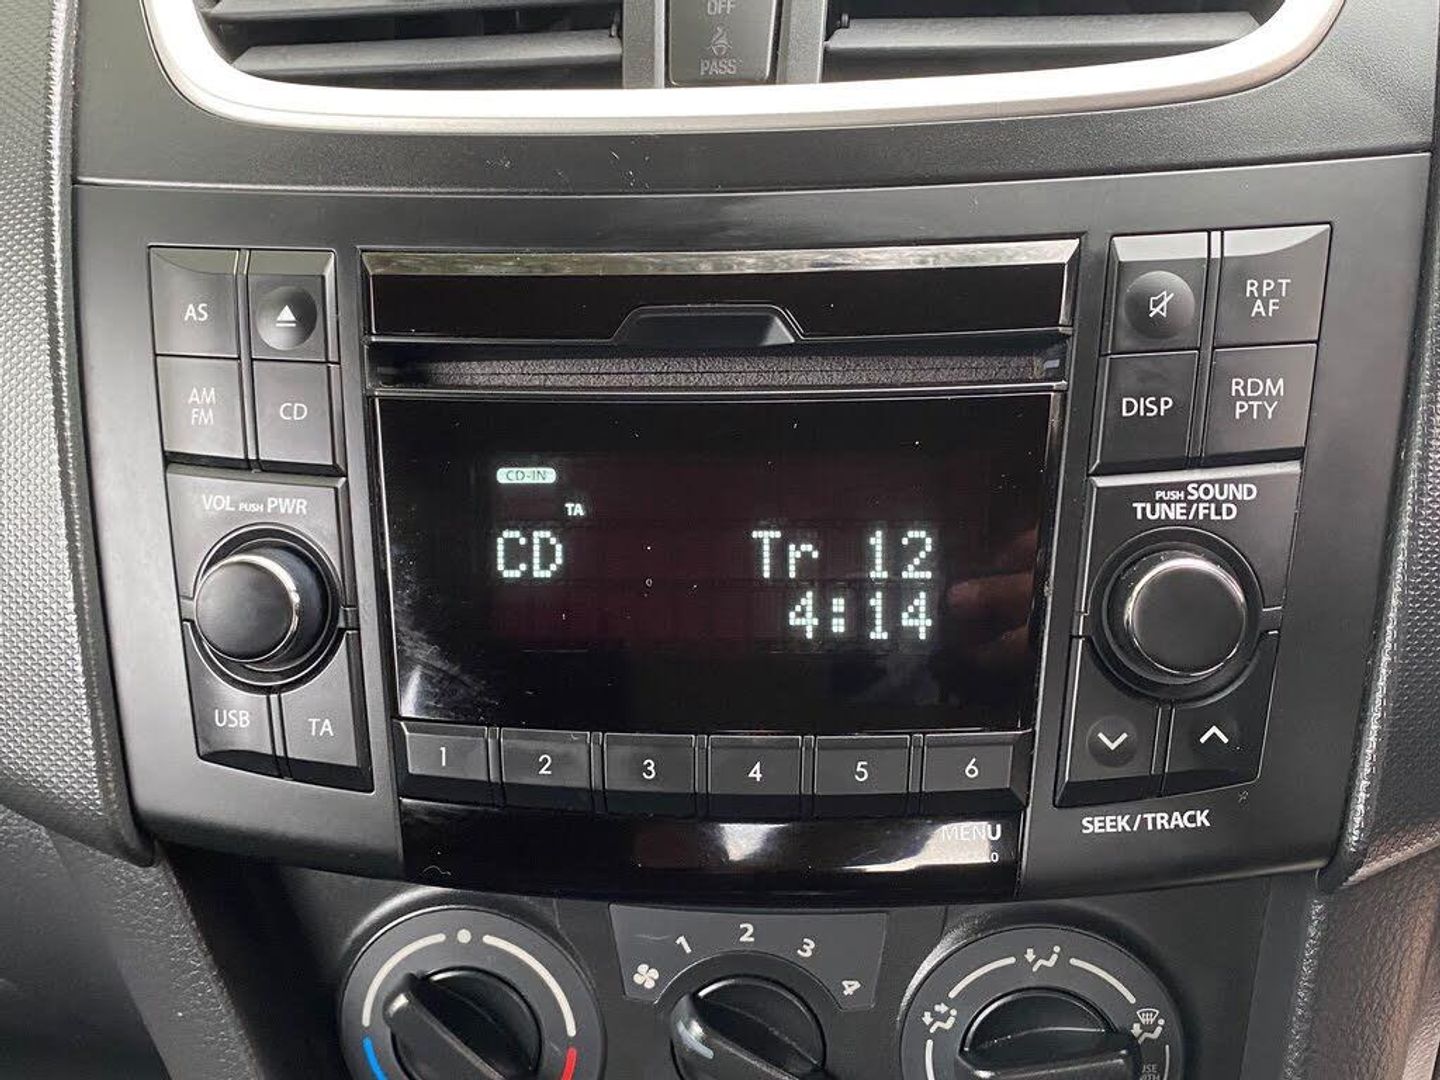 OFF
PASS
AS
AM
FM
CD
VOL PUSH PWR
USB
TA
CD-IN
TA
CD Tr 12
4:14
1 2 3 4 5 6
MENU
RPT
AF
DISP
RDM
PTY
PUSH SOUND
TUNE/FLD
SEEK/TRACK
1 2 3 4